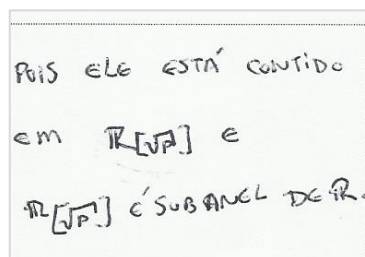 POIS ELE ESTÁ CONTIDO
EM ℝ[√p] E
ℝ[√p] É SUBANEL DE ℝ.